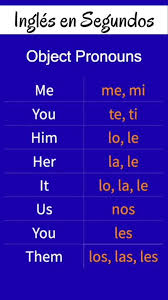 Inglés en Segundos
Object Pronouns
Me me, mi
You te, ti
Him lo, le
Her la, le
It lo, la, le
Us nos
You les
Them los, las, les